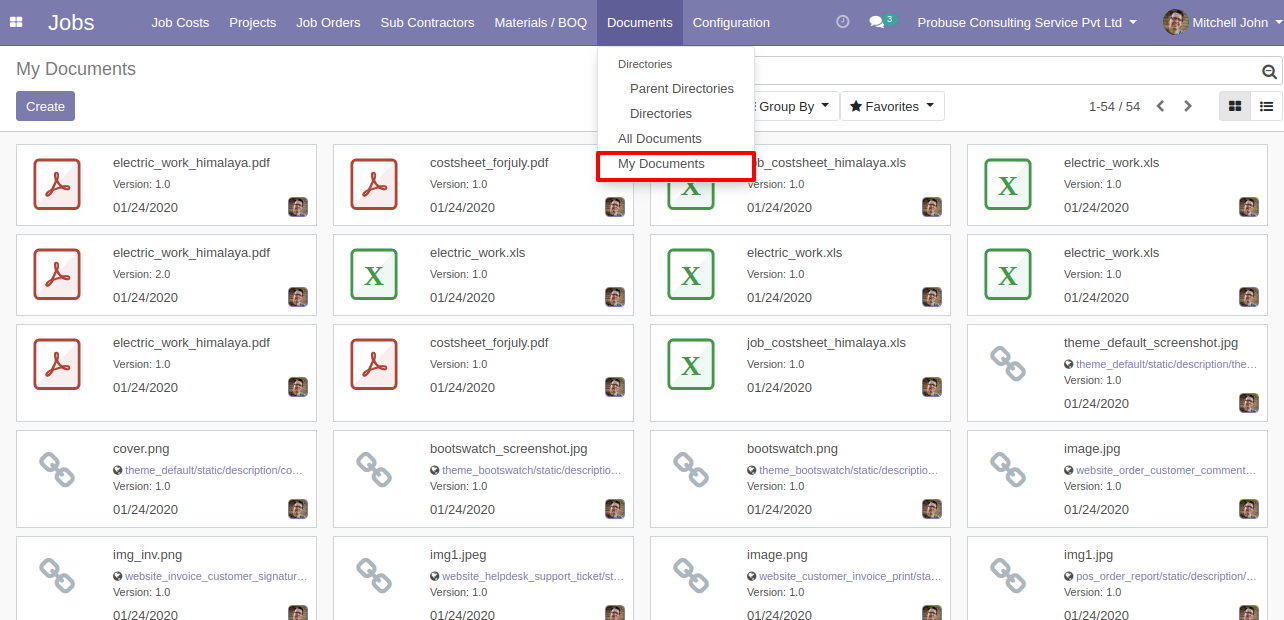 Jobs
Job Costs
Projects
Job Orders
Sub Contractors
Materials / BOQ
Documents
Configuration
3
Probuse Consulting Service Pvt Ltd
Mitchell John
My Documents
Create
Directories
Parent Directories
Directories
All Documents
My Documents
Group By
Favorites
1-54 / 54
electric_work_himalaya.pdf
Version: 1.0
01/24/2020
costsheet_forjuly.pdf
Version: 1.0
01/24/2020
ob_costsheet_himalaya.xls
Version: 1.0
01/24/2020
X
electric_work.xls
Version: 1.0
01/24/2020
X
electric_work_himalaya.pdf
Version: 2.0
01/24/2020
electric_work.xls
Version: 1.0
01/24/2020
X
electric_work.xls
Version: 1.0
01/24/2020
X
electric_work.xls
Version: 1.0
01/24/2020
X
electric_work_himalaya.pdf
Version: 1.0
01/24/2020
costsheet_forjuly.pdf
Version: 1.0
01/24/2020
job_costsheet_himalaya.xls
Version: 1.0
01/24/2020
X
theme_default_screenshot.jpg
theme_default/static/description/the…
Version: 1.0
01/24/2020
cover.png
theme_default/static/description/co…
Version: 1.0
01/24/2020
bootswatch_screenshot.jpg
theme_bootswatch/static/descriptio…
Version: 1.0
01/24/2020
bootswatch.png
theme_bootswatch/static/descriptio…
Version: 1.0
01/24/2020
image.jpg
website_order_customer_comment…
Version: 1.0
01/24/2020
img_inv.png
website_invoice_customer_signatur…
Version: 1.0
01/24/2020
img1.jpeg
website_helpdesk_support_ticket/st…
Version: 1.0
01/24/2020
image.png
website_customer_invoice_print/sta…
Version: 1.0
01/24/2020
img1.jpg
pos_order_report/static/description/…
Version: 1.0
01/24/2020